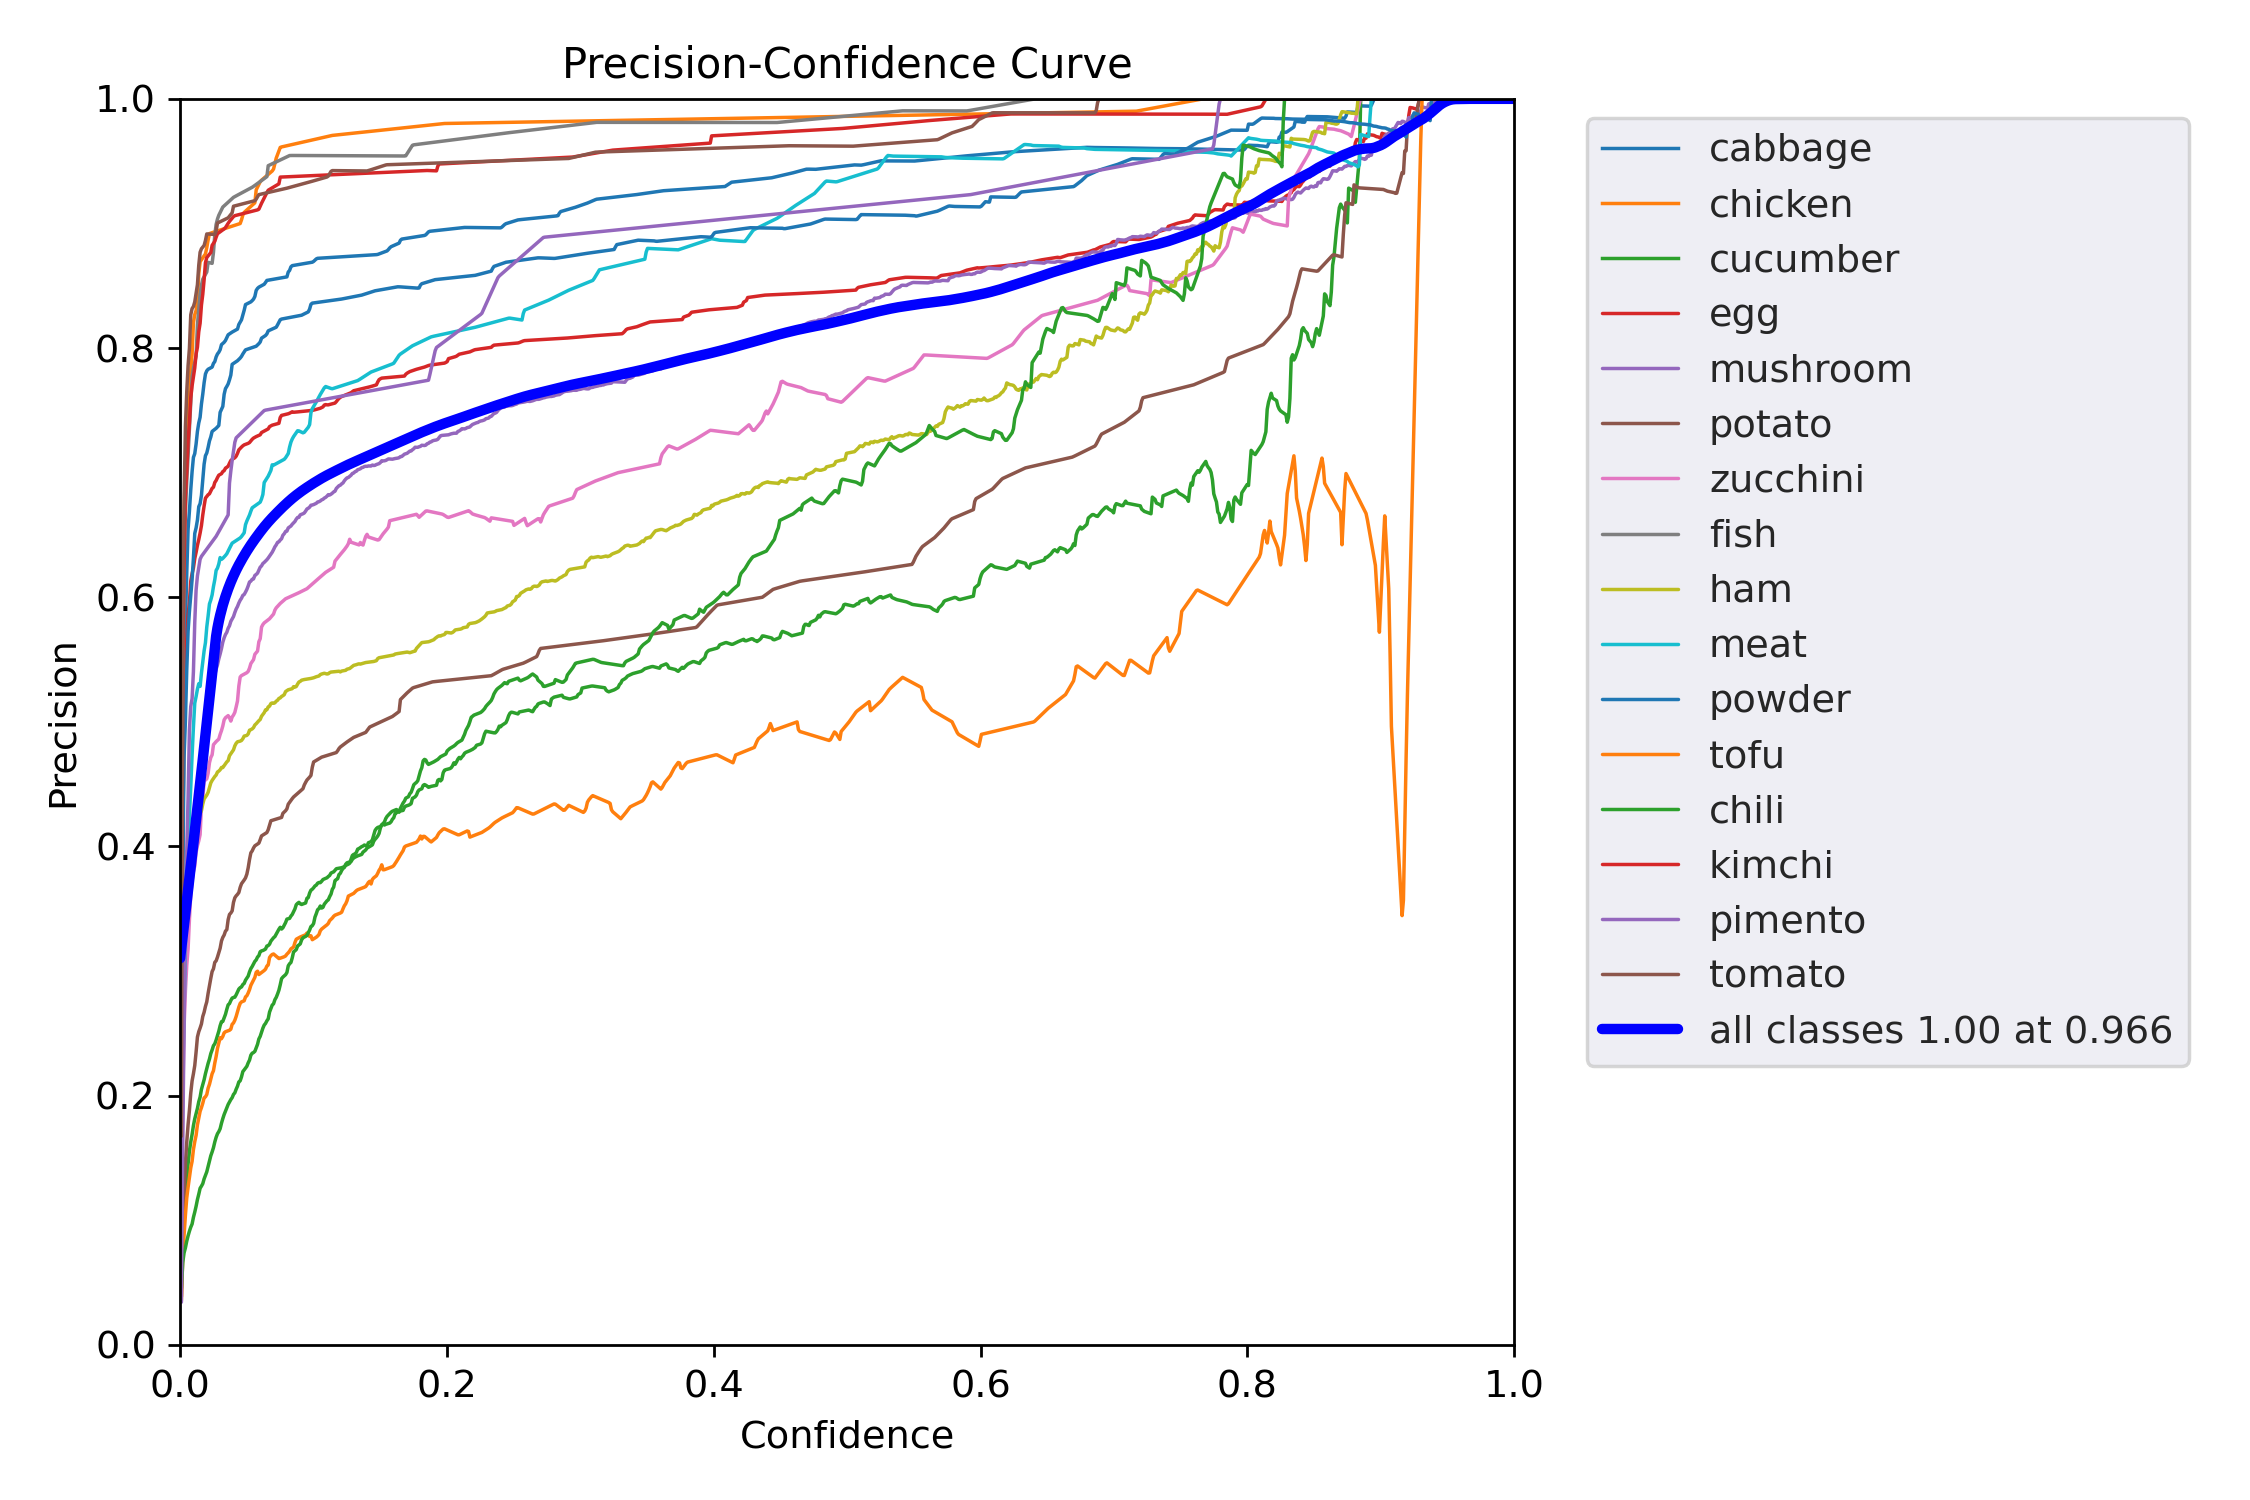 Precision-Confidence Curve
1.0
0.8
0.6
0.4
0.2
0.0
Precision
0.0 0.2 0.4 0.6 0.8 1.0
Confidence
cabbage
chicken
cucumber
egg
mushroom
potato
zucchini
fish
ham
meat
powder
tofu
chili
kimchi
pimento
tomato
all classes 1.00 at 0.966